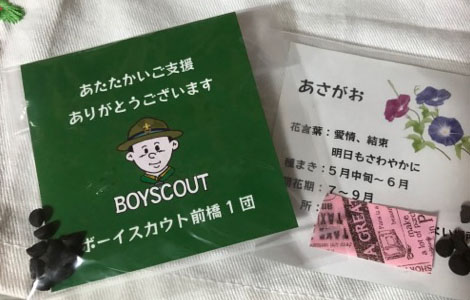 あたたかいご支援
ありがとうございます
BOYSCOUT
ボーイスカウト前橋1団
あさがお
花言葉：愛情、結束
明日もさわやかに
種まき：5月中旬〜6月
開花期：7〜9月
所：
A GREA